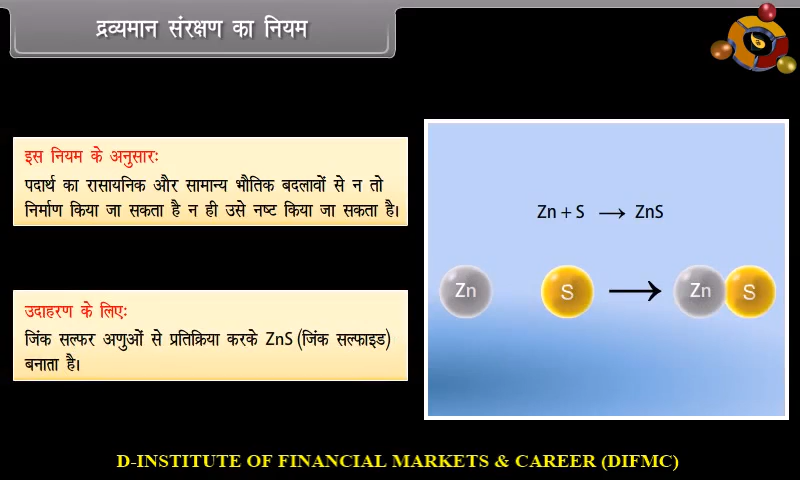 द्रव्यमान संरक्षण का नियम
इस नियम के अनुसारः
पदार्थ का रासायनिक और सामान्य भौतिक बदलावों से न तो
निर्माण किया जा सकता है न ही उसे नष्ट किया जा सकता है।
Zn + S → ZnS
Zn S → Zn S
उदाहरण के लिएः
जिंक सल्फर अणुओं से प्रतिक्रिया करके ZnS (जिंक सल्फाइड)
बनाता है।
D-INSTITUTE OF FINANCIAL MARKETS & CAREER (DIFMC)